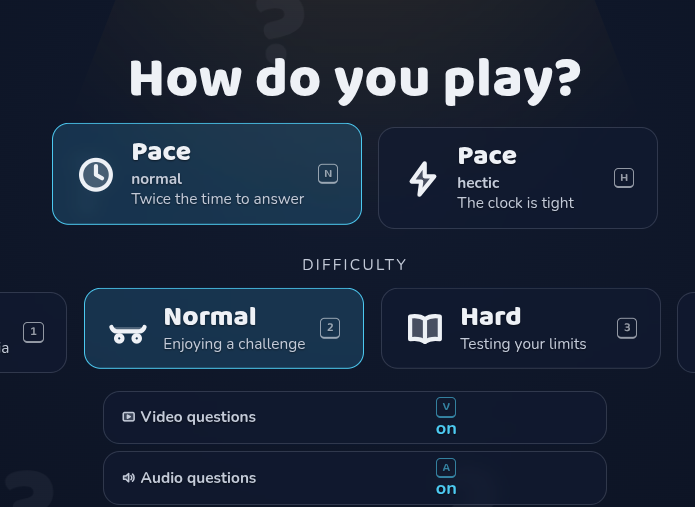 How do you play?
Pace
normal
Twice the time to answer
N
Pace
hectic
The clock is tight
H
DIFFICULTY
1
Normal
Enjoying a challenge
2
Hard
Testing your limits
3
Video questions
V
on
Audio questions
A
on